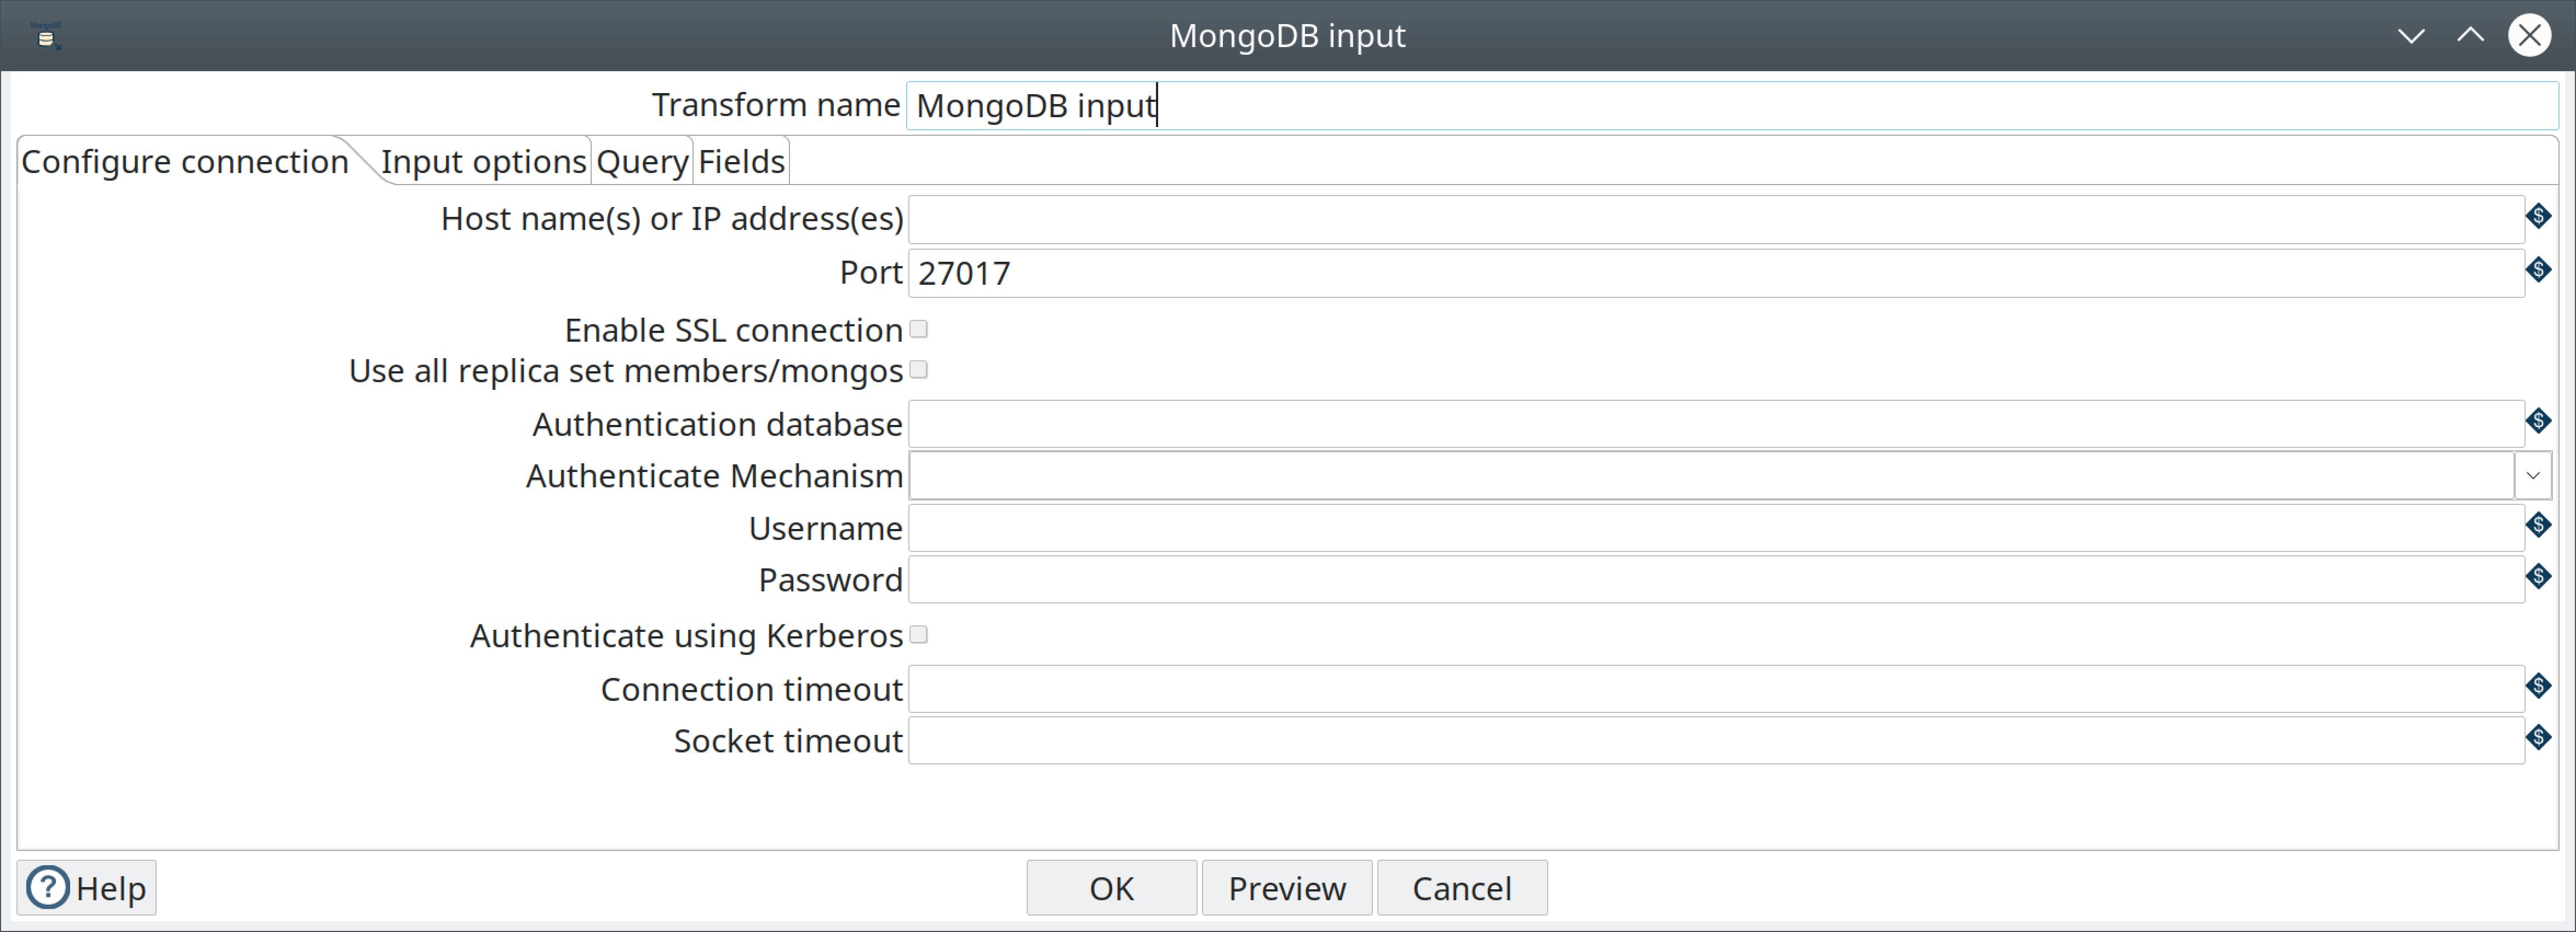 MongoDB
MongoDB input
Transform name MongoDB input
Configure connection Input options Query Fields
Host name(s) or IP address(es) $
Port 27017 $
Enable SSL connection
Use all replica set members/mongos
Authentication database $
Authenticate Mechanism
Username $
Password $
Authenticate using Kerberos
Connection timeout $
Socket timeout $
? Help OK Preview Cancel